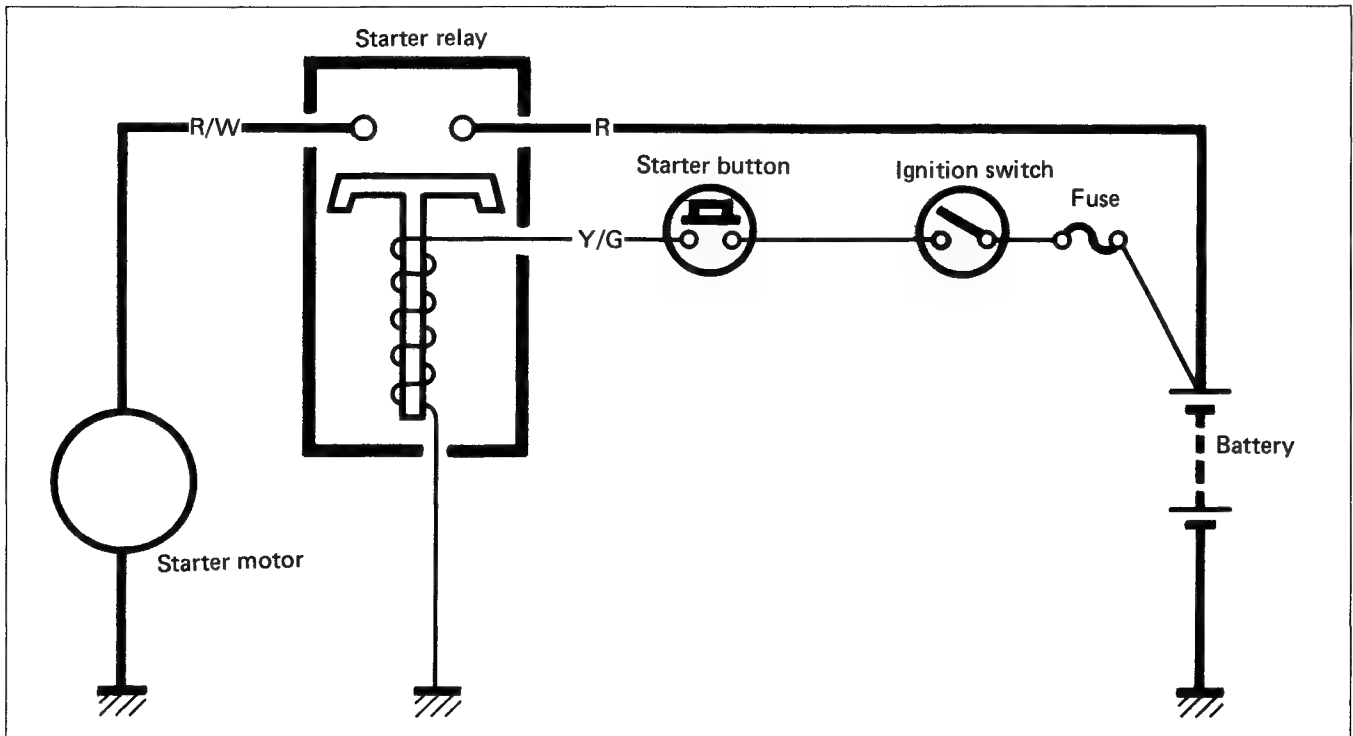 Starter relay
R/W
R
Starter button
Ignition switch
Fuse
Y/G
Battery
Starter motor